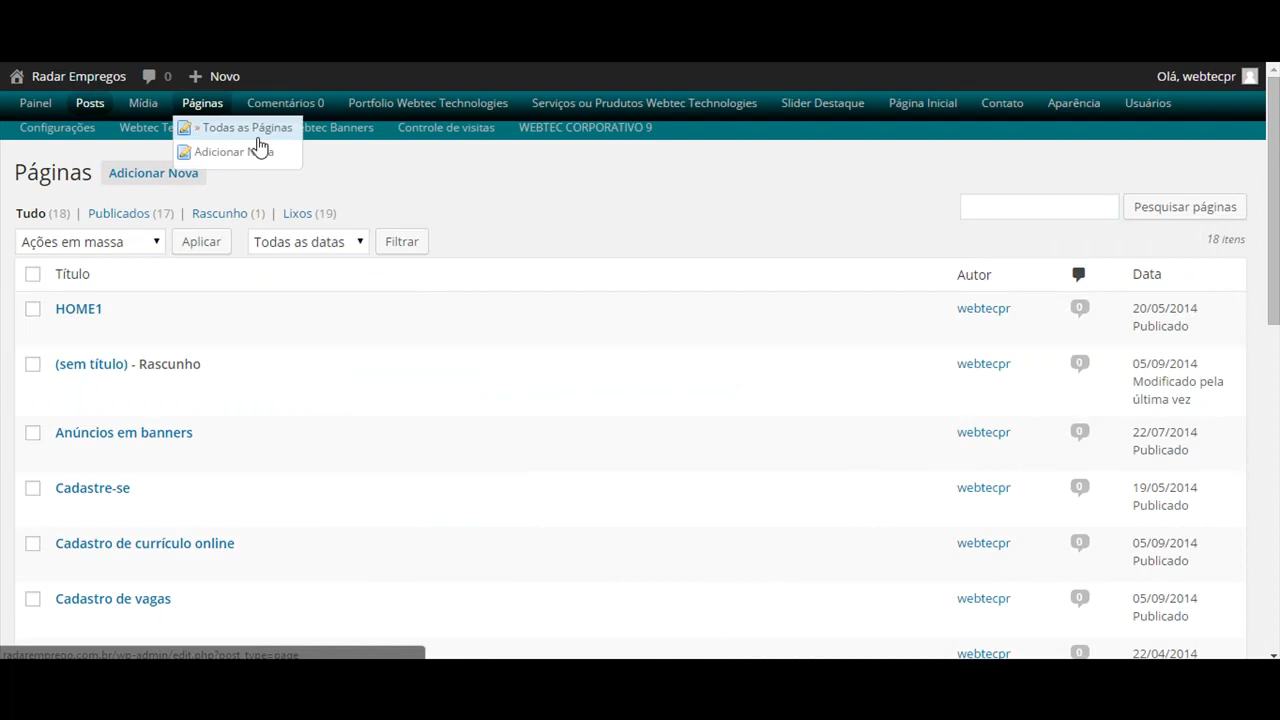 Radar Empregos 0 Novo Olá, webtecpr
Painel Posts Mídia Páginas Comentários 0 Portfolio Webtec Technologies Serviços ou Prudutos Webtec Technologies Slider Destaque Página Inicial Contato Aparência Usuários
Configurações Webtec Banners Controle de visitas WEBTEC CORPORATIVO 9
» Todas as Páginas
Adicionar
Páginas Adicionar Nova
Tudo (18) | Publicados (17) | Rascunho (1) | Lixos (19) Pesquisar páginas
Ações em massa Aplicar Todas as datas Filtrar 18 itens
Título Autor Data
HOME1 webtecpr 0 20/05/2014
Publicado
(sem título) - Rascunho webtecpr 0 05/09/2014
Modificado pela
última vez
Anúncios em banners webtecpr 0 22/07/2014
Publicado
Cadastre-se webtecpr 0 19/05/2014
Publicado
Cadastro de currículo online webtecpr 0 05/09/2014
Publicado
Cadastro de vagas webtecpr 0 05/09/2014
Publicado
webtecpr 0 22/04/2014
radaremprego.com.br/wp-admin/edit.php?post_type=page